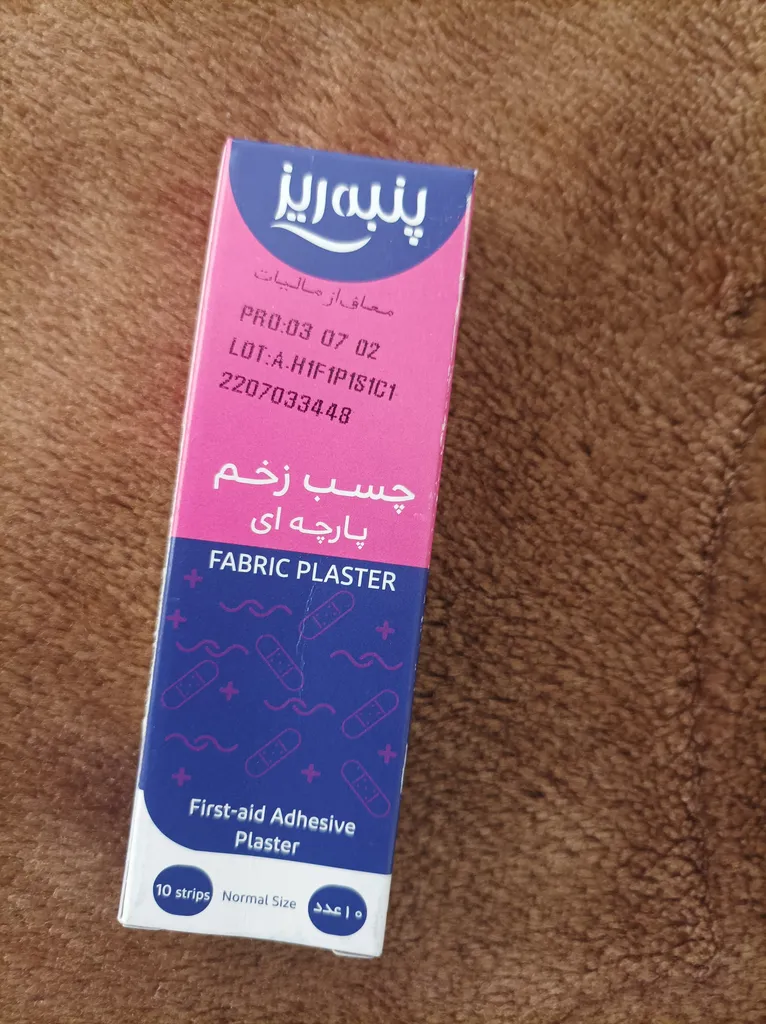 پنبه ریز
معاف از مالیات
PRO:03 07 02
LOT:A.H1F1P1S1C1
2207033448
چسب زخم
پارچه ای
FABRIC PLASTER
First-aid Adhesive
Plaster
10 strips Normal Size ۱۰ عدد